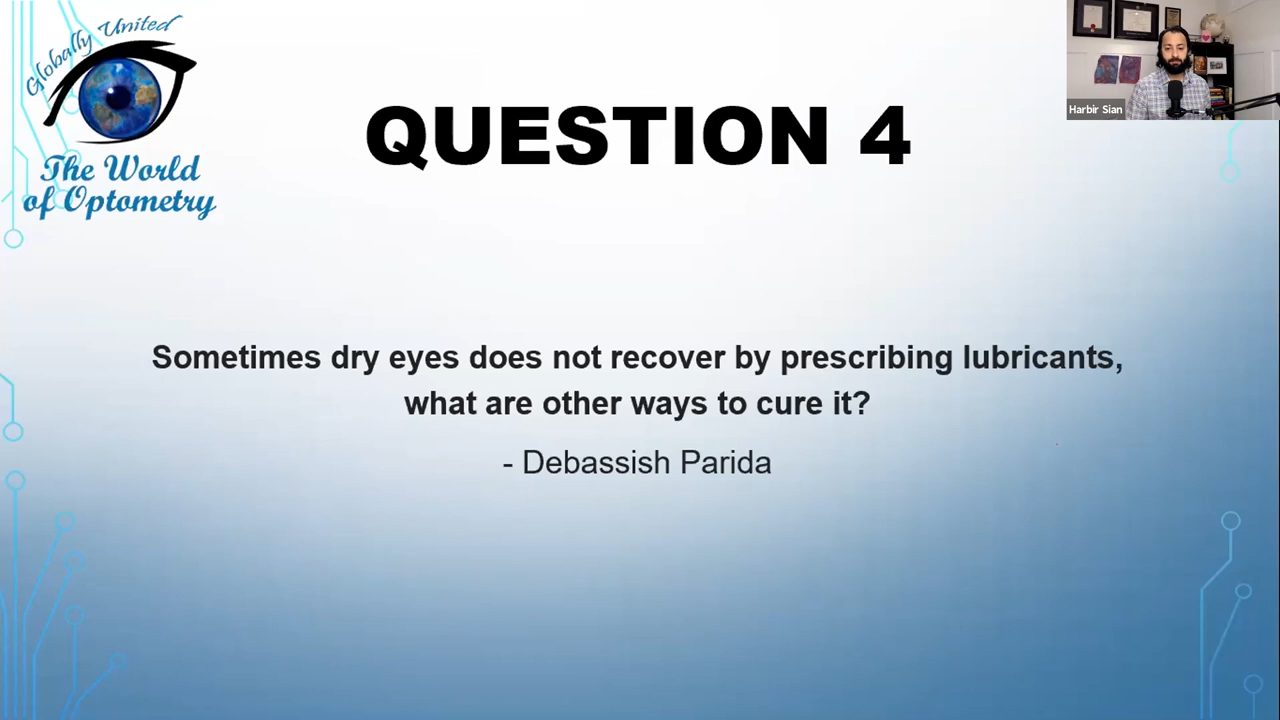 Globally United
The World
of Optometry
QUESTION 4
Harbir Sian
Sometimes dry eyes does not recover by prescribing lubricants,
what are other ways to cure it?
- Debassish Parida